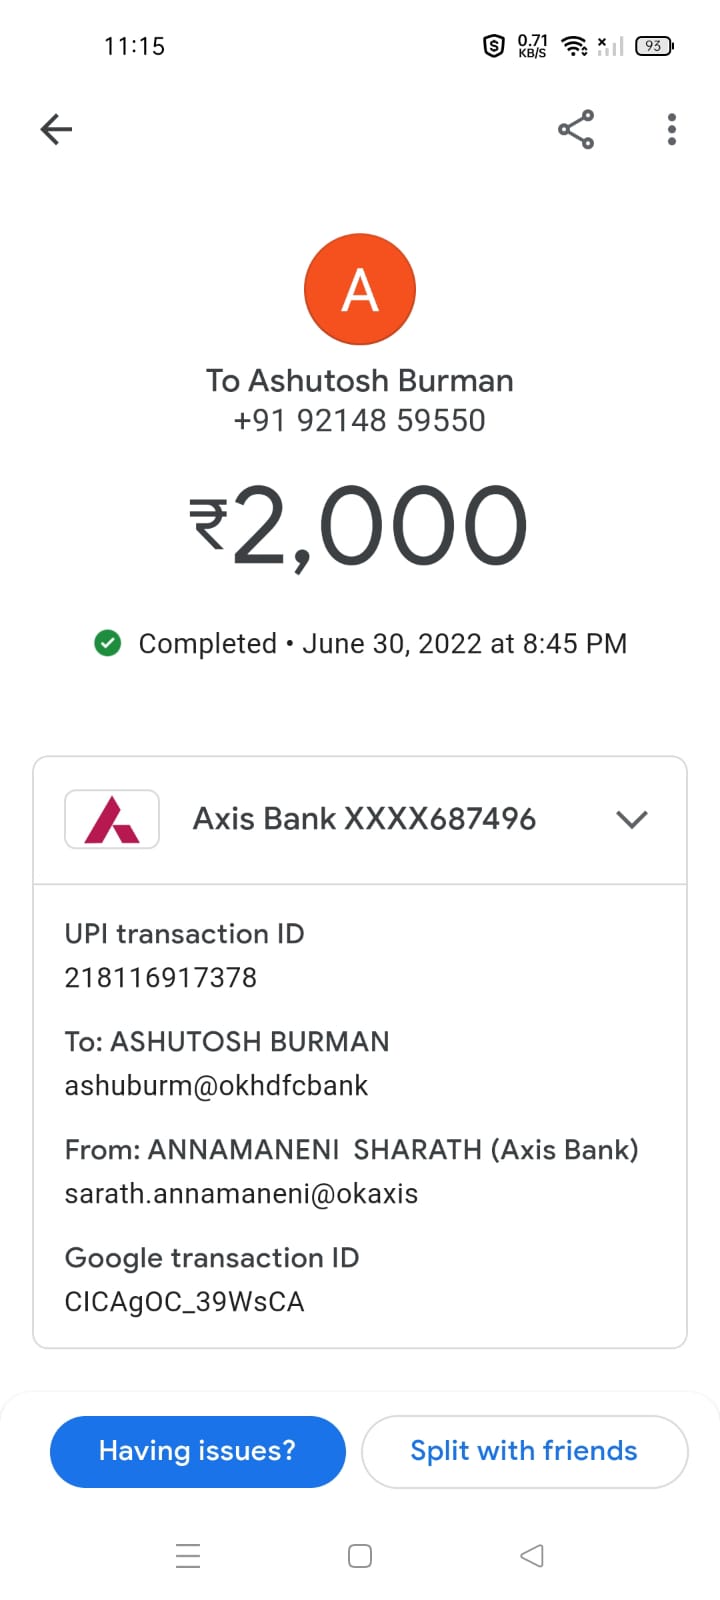 11:15
0.71
KB/S
93
A
To Ashutosh Burman
+91 92148 59550
₹2,000
Completed • June 30, 2022 at 8:45 PM
Axis Bank XXXX687496
UPI transaction ID
218116917378
To: ASHUTOSH BURMAN
ashuburm@okhdfcbank
From: ANNAMANENI  SHARATH (Axis Bank)
sarath.annamaneni@okaxis
Google transaction ID
CICAgOC_39WsCA
Having issues?
Split with friends